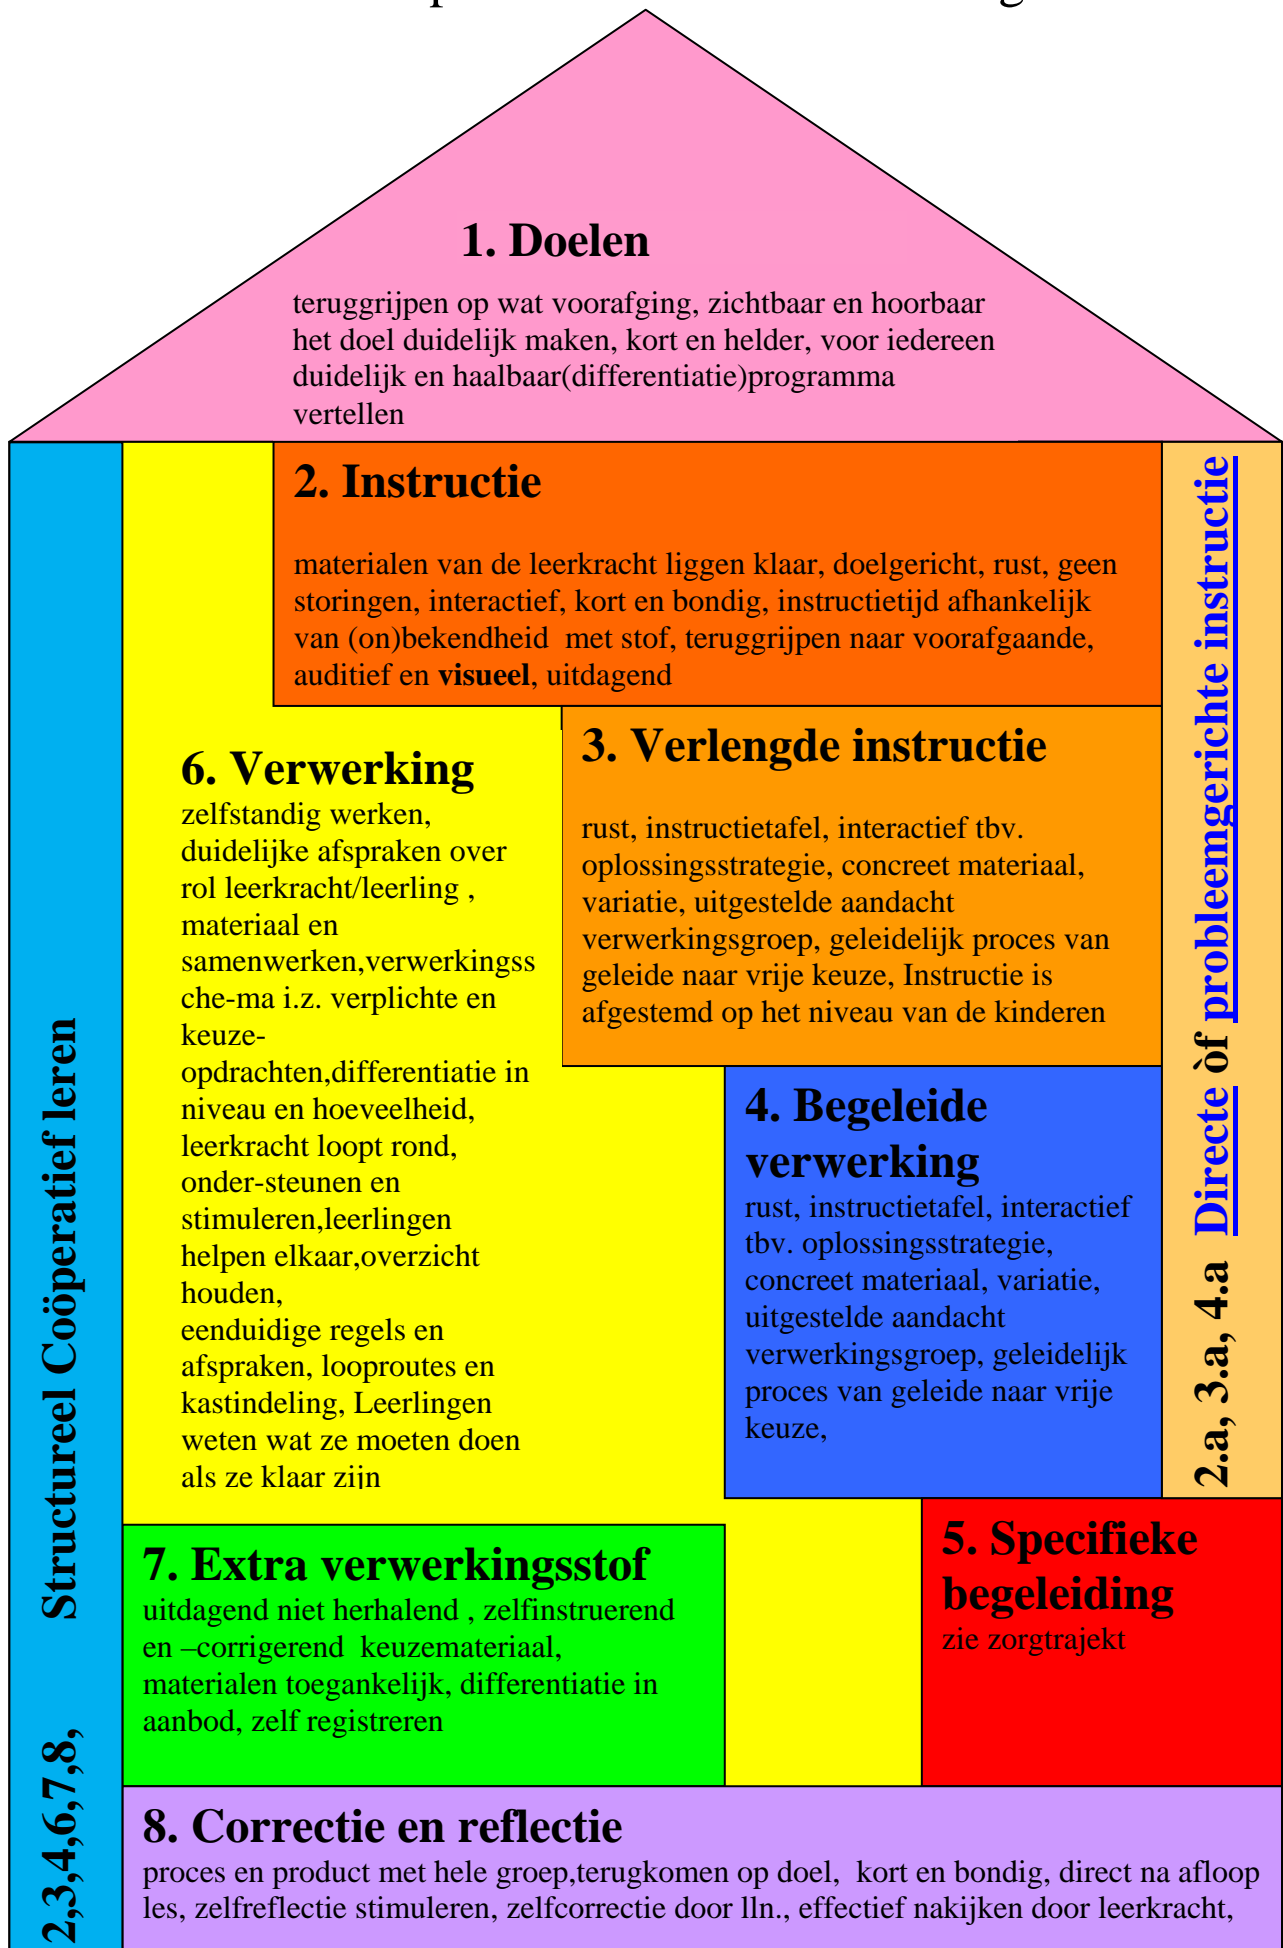 1. Doelen
teruggrijpen op wat voorafging, zichtbaar en hoorbaar
het doel duidelijk maken, kort en helder, voor iedereen
duidelijk en haalbaar(differentiatie)programma
vertellen
2. Instructie
materialen van de leerkracht liggen klaar, doelgericht, rust, geen
storingen, interactief, kort en bondig, instructietijd afhankelijk
van (on)bekendheid  met stof, teruggrijpen naar voorafgaande,
auditief en visueel, uitdagend
3. Verlengde instructie
rust, instructietafel, interactief tbv.
oplossingsstrategie, concreet materiaal,
variatie, uitgestelde aandacht
verwerkingsgroep, geleidelijk proces van
geleide naar vrije keuze, Instructie is
afgestemd op het niveau van de kinderen
4. Begeleide
verwerking
rust, instructietafel, interactief
tbv. oplossingsstrategie,
concreet materiaal, variatie,
uitgestelde aandacht
verwerkingsgroep, geleidelijk
proces van geleide naar vrije
keuze,
5. Specifieke
begeleiding
zie zorgtrajekt
6. Verwerking
zelfstandig werken,
duidelijke afspraken over
rol leerkracht/leerling ,
materiaal en
samenwerken,verwerkingss
che-ma i.z. verplichte en
keuze-
opdrachten,differentiatie in
niveau en hoeveelheid,
leerkracht loopt rond,
onder-steunen en
stimuleren,leerlingen
helpen elkaar,overzicht
houden,
eenduidige regels en
afspraken, looproutes en
kastindeling, Leerlingen
weten wat ze moeten doen
als ze klaar zijn
7. Extra verwerkingsstof
uitdagend niet herhalend , zelfinstruerend
en –corrigerend  keuzemateriaal,
materialen toegankelijk, differentiatie in
aanbod, zelf registreren
8. Correctie en reflectie
proces en product met hele groep,terugkomen op doel,  kort en bondig, direct na afloop
les, zelfreflectie stimuleren, zelfcorrectie door lln., effectief nakijken door leerkracht,
2,3,4,6,7,8, Structureel Coöperatief leren
2.a, 3.a, 4.a Directe òf probleemgerichte instructie